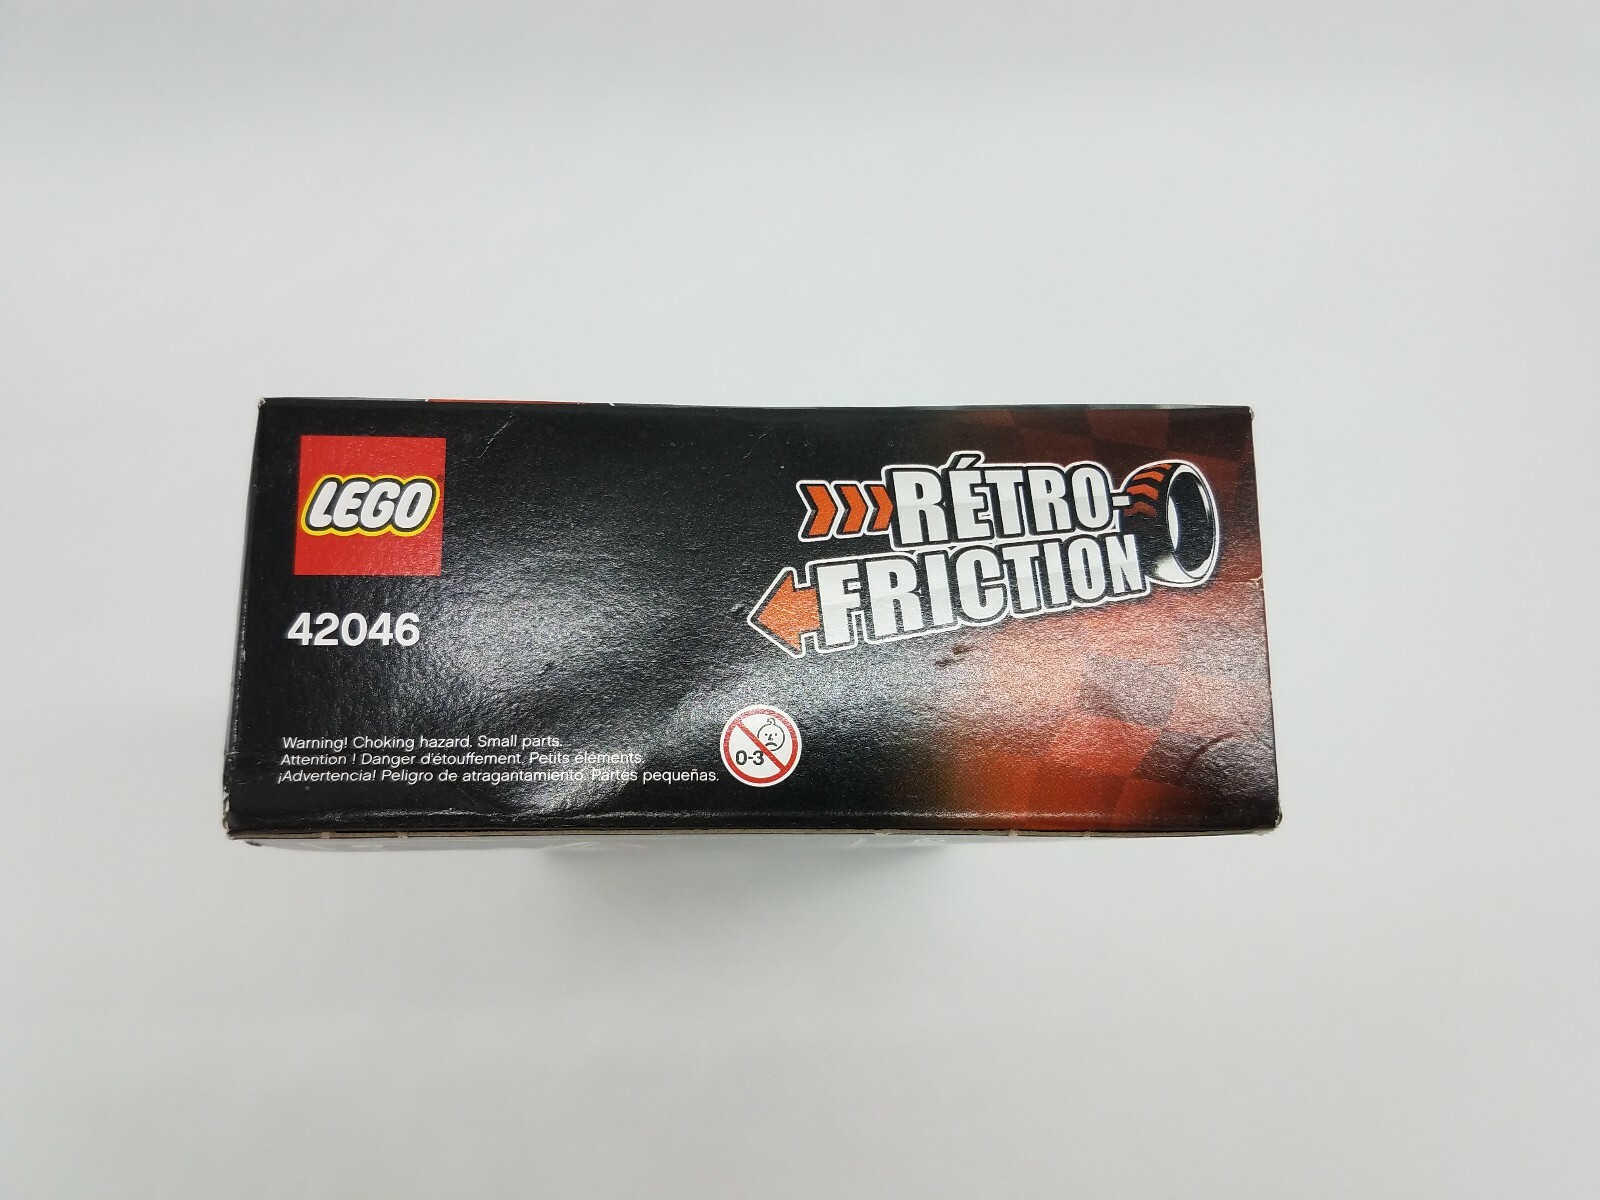 LEGO
42046
RÉTRO-
FRICTION
Warning! Choking hazard. Small parts.
Attention ! Danger d'étouffement. Petits éléments.
¡Advertencia! Peligro de atragantamiento. Partes pequeñas.
0-3